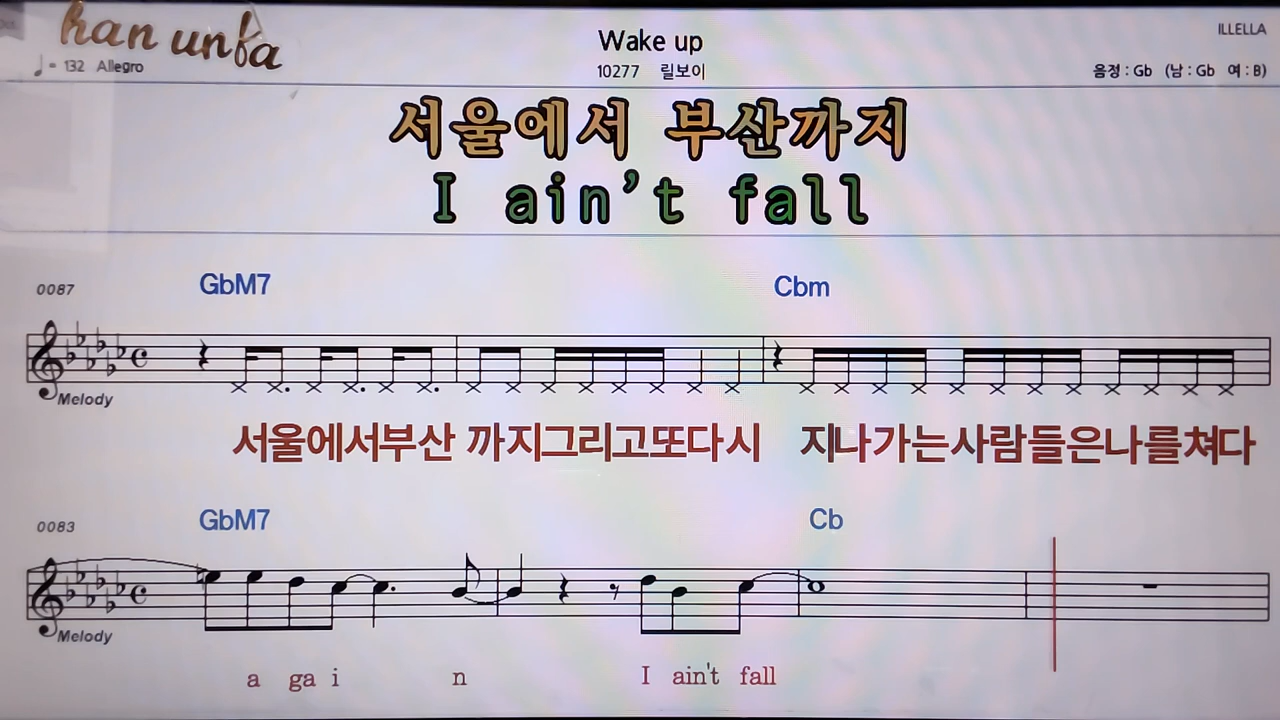 han unfa
Wake up
ILLELLA
♩= 132 Allegro
10277 릴보이
음정 : Gb (남 : Gb 여 : B)
서울에서 부산까지
I ain't fall
0087
GbM7 Cbm
Melody
서울에서부산 까지그리고또다시 지나가는사람들은나를쳐다
0083
GbM7 Cb
Melody
a ga i n I ain't fall